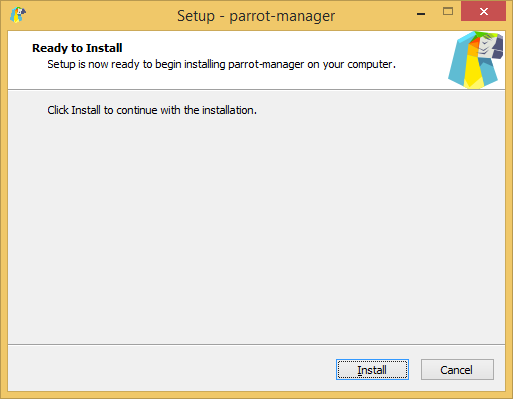 Setup - parrot-manager
Ready to Install
Setup is now ready to begin installing parrot-manager on your computer.
Click Install to continue with the installation.
Install
Cancel